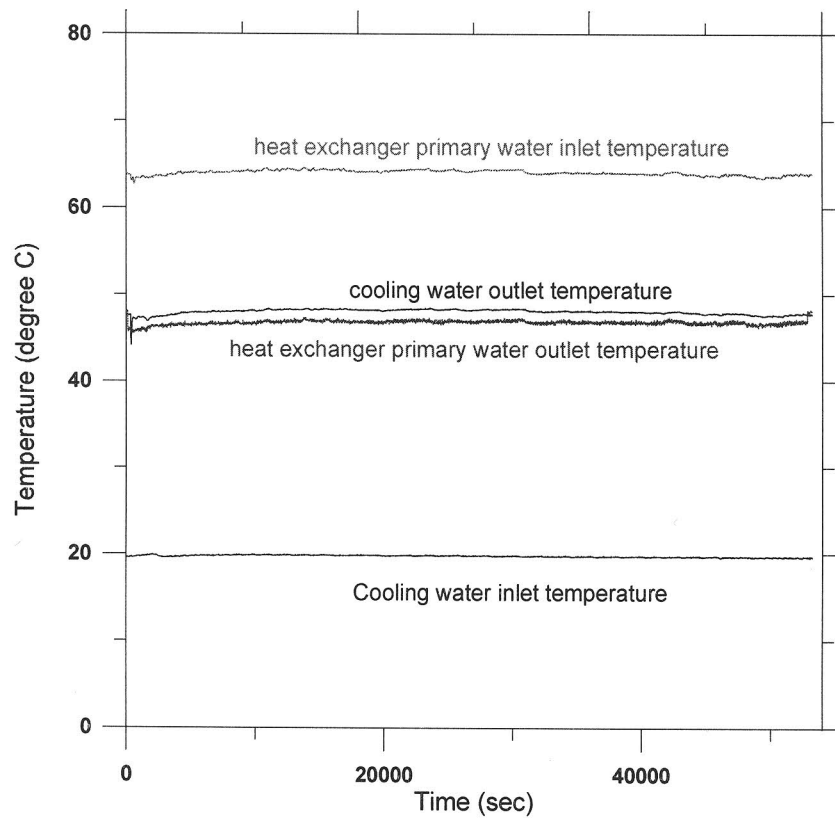 80
heat exchanger primary water inlet temperature
60
cooling water outlet temperature
heat exchanger primary water outlet temperature
40
Temperature (degree C)
20
Cooling water inlet temperature
0
0
20000
40000
Time (sec)